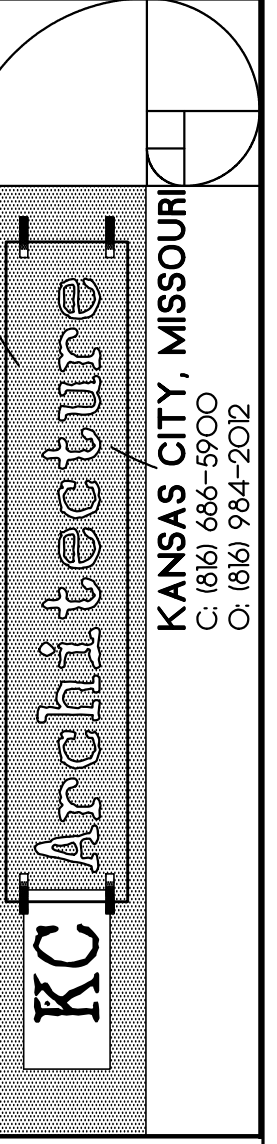 KC Architecture
KANSAS CITY, MISSOURI
C: (816) 686-5900
O: (816) 984-2012